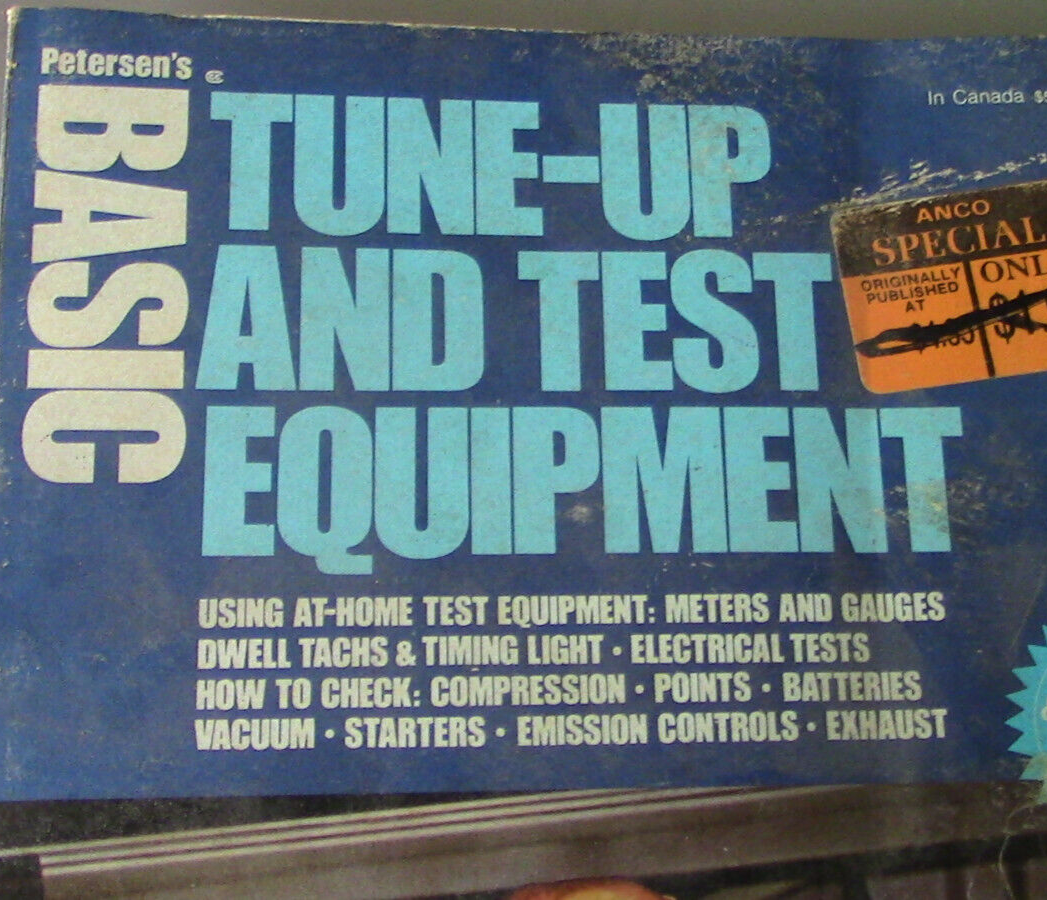 Petersen's
BASIC
TUNE-UP
AND TEST
EQUIPMENT
In Canada
ANCO
SPECIAL
ORIGINALLY
PUBLISHED
AT
USING AT-HOME TEST EQUIPMENT: METERS AND GAUGES
DWELL TACHS & TIMING LIGHT • ELECTRICAL TESTS
HOW TO CHECK: COMPRESSION • POINTS • BATTERIES
VACUUM • STARTERS • EMISSION CONTROLS • EXHAUST